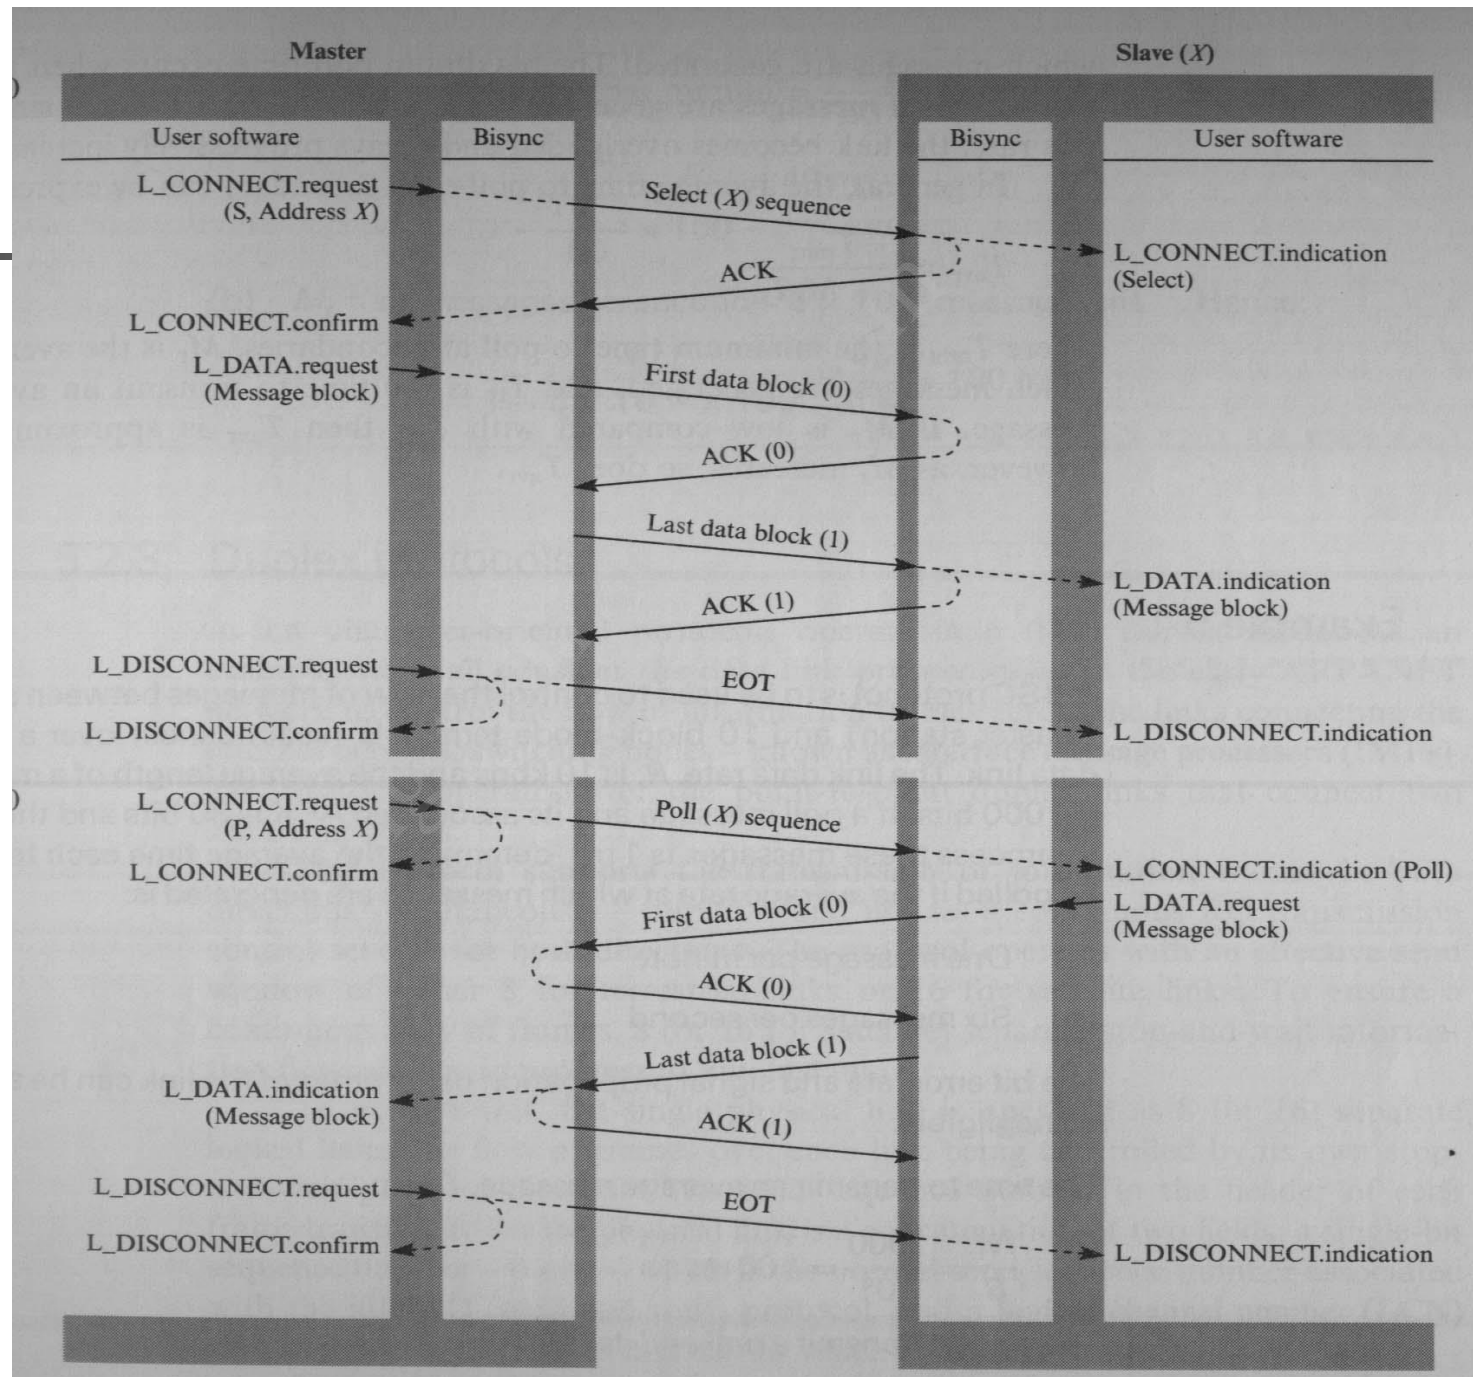 Master
Slave (X)
)
User software
Bisync
Bisync
User software
L_CONNECT.request
(S, Address X)
Select (X) sequence
L_CONNECT.indication
(Select)
ACK
L_CONNECT.confirm
L_DATA.request
(Message block)
First data block (0)
ACK (0)
Last data block (1)
L_DATA.indication
(Message block)
ACK (1)
L_DISCONNECT.request
EOT
L_DISCONNECT.confirm
L_DISCONNECT.indication
)
L_CONNECT.request
(P, Address X)
Poll (X) sequence
L_CONNECT.confirm
L_CONNECT.indication (Poll)
L_DATA.request
(Message block)
First data block (0)
ACK (0)
Last data block (1)
L_DATA.indication
(Message block)
ACK (1)
L_DISCONNECT.request
EOT
L_DISCONNECT.confirm
L_DISCONNECT.indication